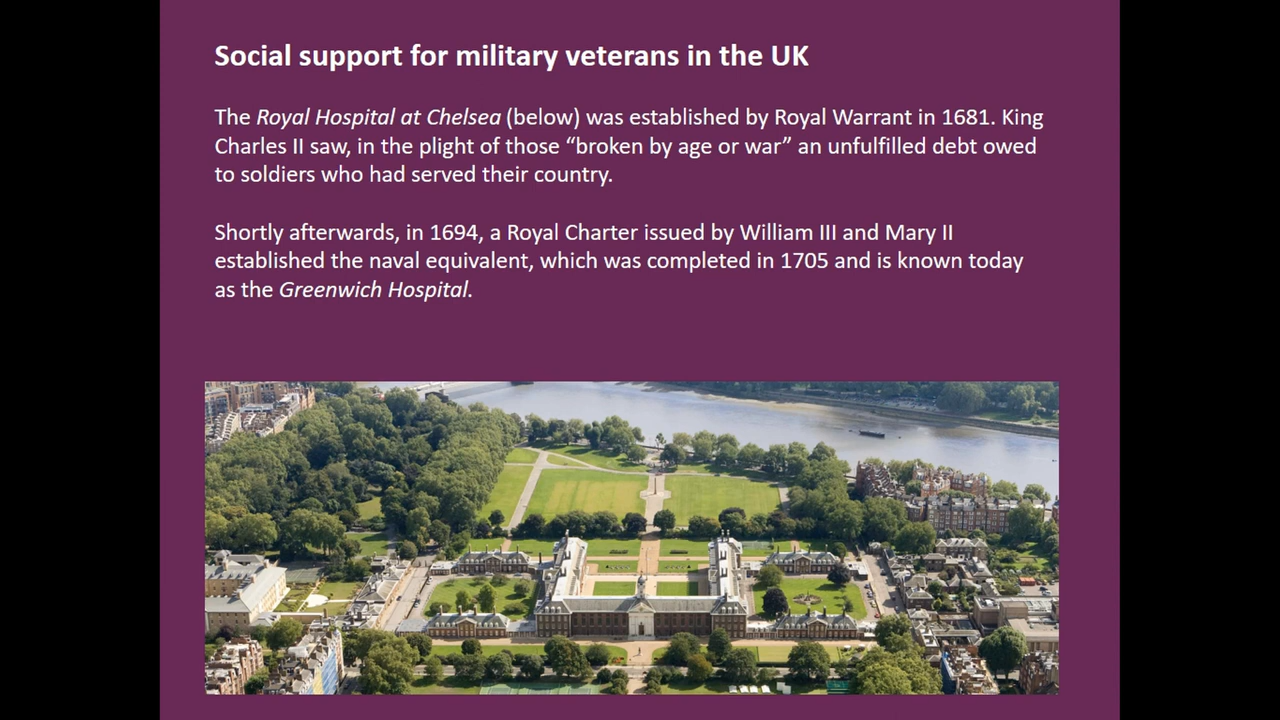 Social support for military veterans in the UK
The Royal Hospital at Chelsea (below) was established by Royal Warrant in 1681. King
Charles II saw, in the plight of those “broken by age or war” an unfulfilled debt owed
to soldiers who had served their country.
Shortly afterwards, in 1694, a Royal Charter issued by William III and Mary II
established the naval equivalent, which was completed in 1705 and is known today
as the Greenwich Hospital.